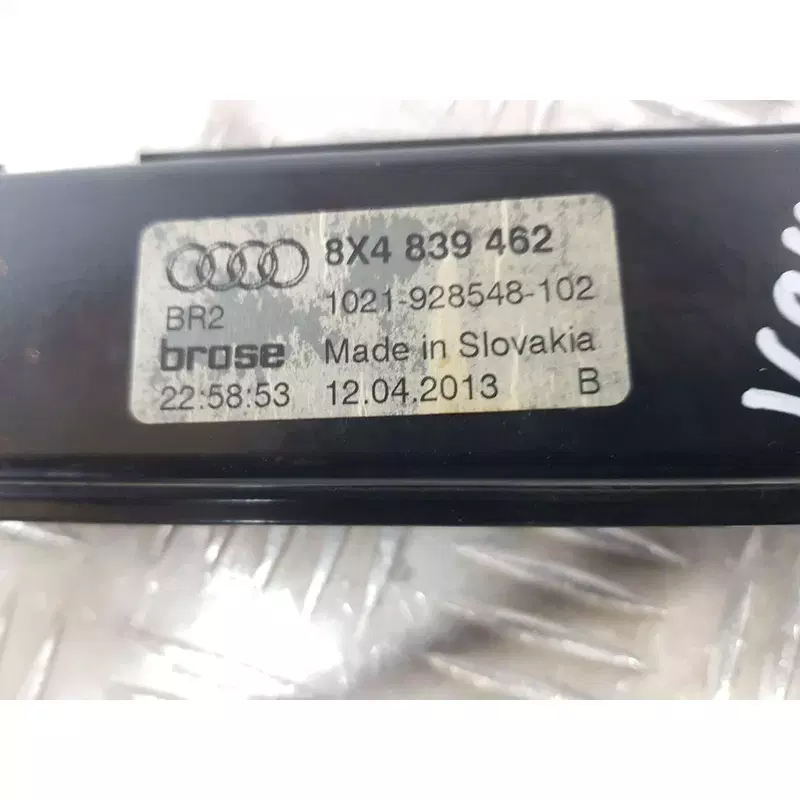 8X4 839 462
BR2 1021-928548-102
brose Made in Slovakia
22:58:53 12.04.2013 B